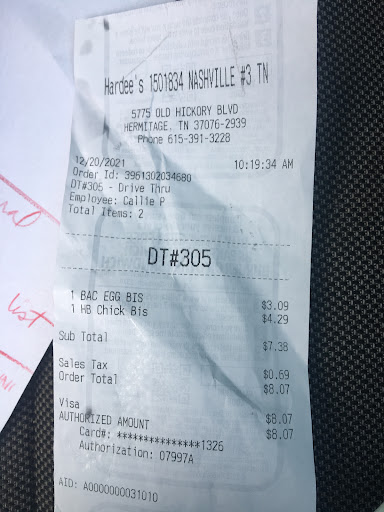 Hardee's 1501834 NASHVILLE #3 TN
5775 OLD HICKORY BLVD
HERMITAGE, TN 37076-2939
Phone 615-391-3228
12/20/2021 10:19:34 AM
Order Id: 3961302034680
DT#305 - Drive Thru
Employee: Callie P
Total Items: 2
DT#305
1 BAC EGG BIS $3.09
1 HB Chick Bis $4.29
Sub Total $7.38
Sales Tax $0.69
Order Total $8.07
Visa $8.07
AUTHORIZED AMOUNT $8.07
Card#: ***************1326
Authorization: 07997A
AID: A0000000031010
list